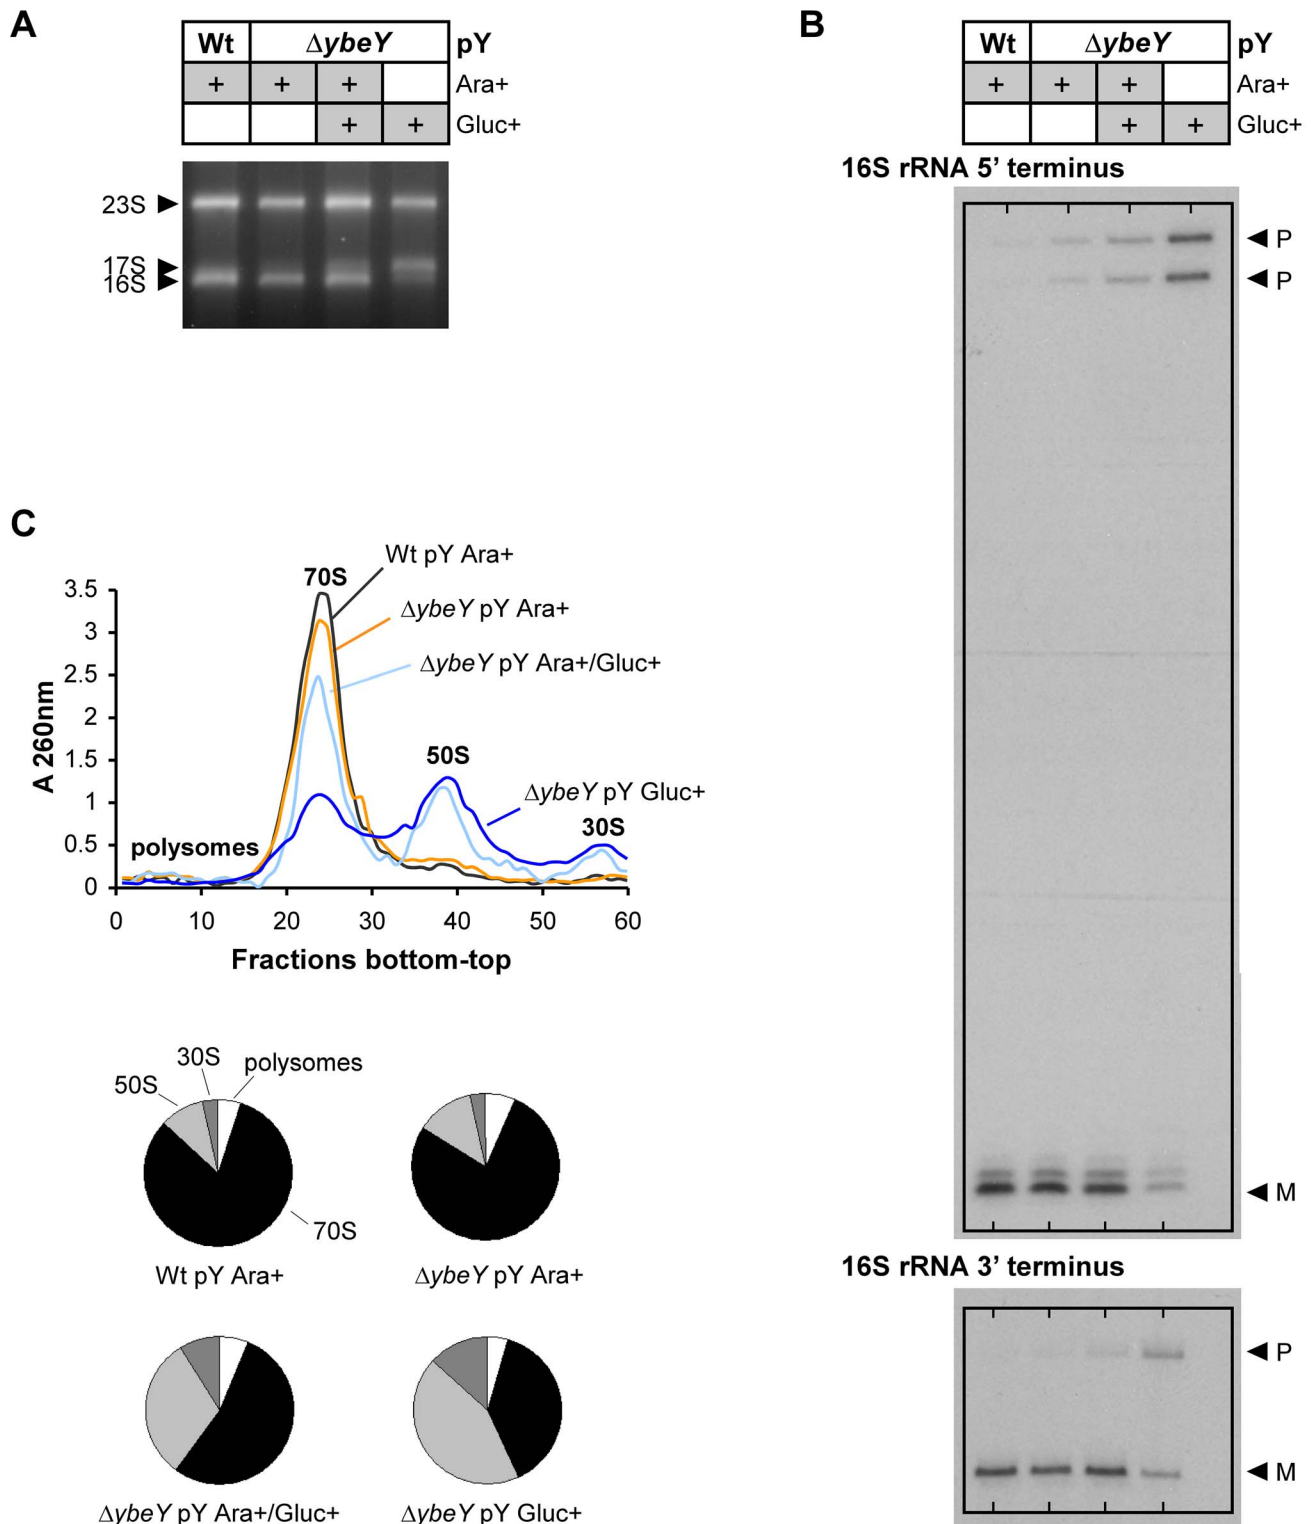 A
Wt ΔybeY pY
+ + + Ara+
+ + Gluc+
23S
17S
16S
B
Wt ΔybeY pY
+ + + Ara+
+ + Gluc+
16S rRNA 5’ terminus
P
P
M
16S rRNA 3’ terminus
P
M
C
Wt pY Ara+
70S
ΔybeY pY Ara+
ΔybeY pY Ara+/Gluc+
50S
ΔybeY pY Gluc+
30S
polysomes
A 260nm
3.5
3
2.5
2
1.5
1
0.5
0
0 10 20 30 40 50 60
Fractions bottom-top
30S polysomes
50S
70S
Wt pY Ara+
ΔybeY pY Ara+
ΔybeY pY Ara+/Gluc+
ΔybeY pY Gluc+